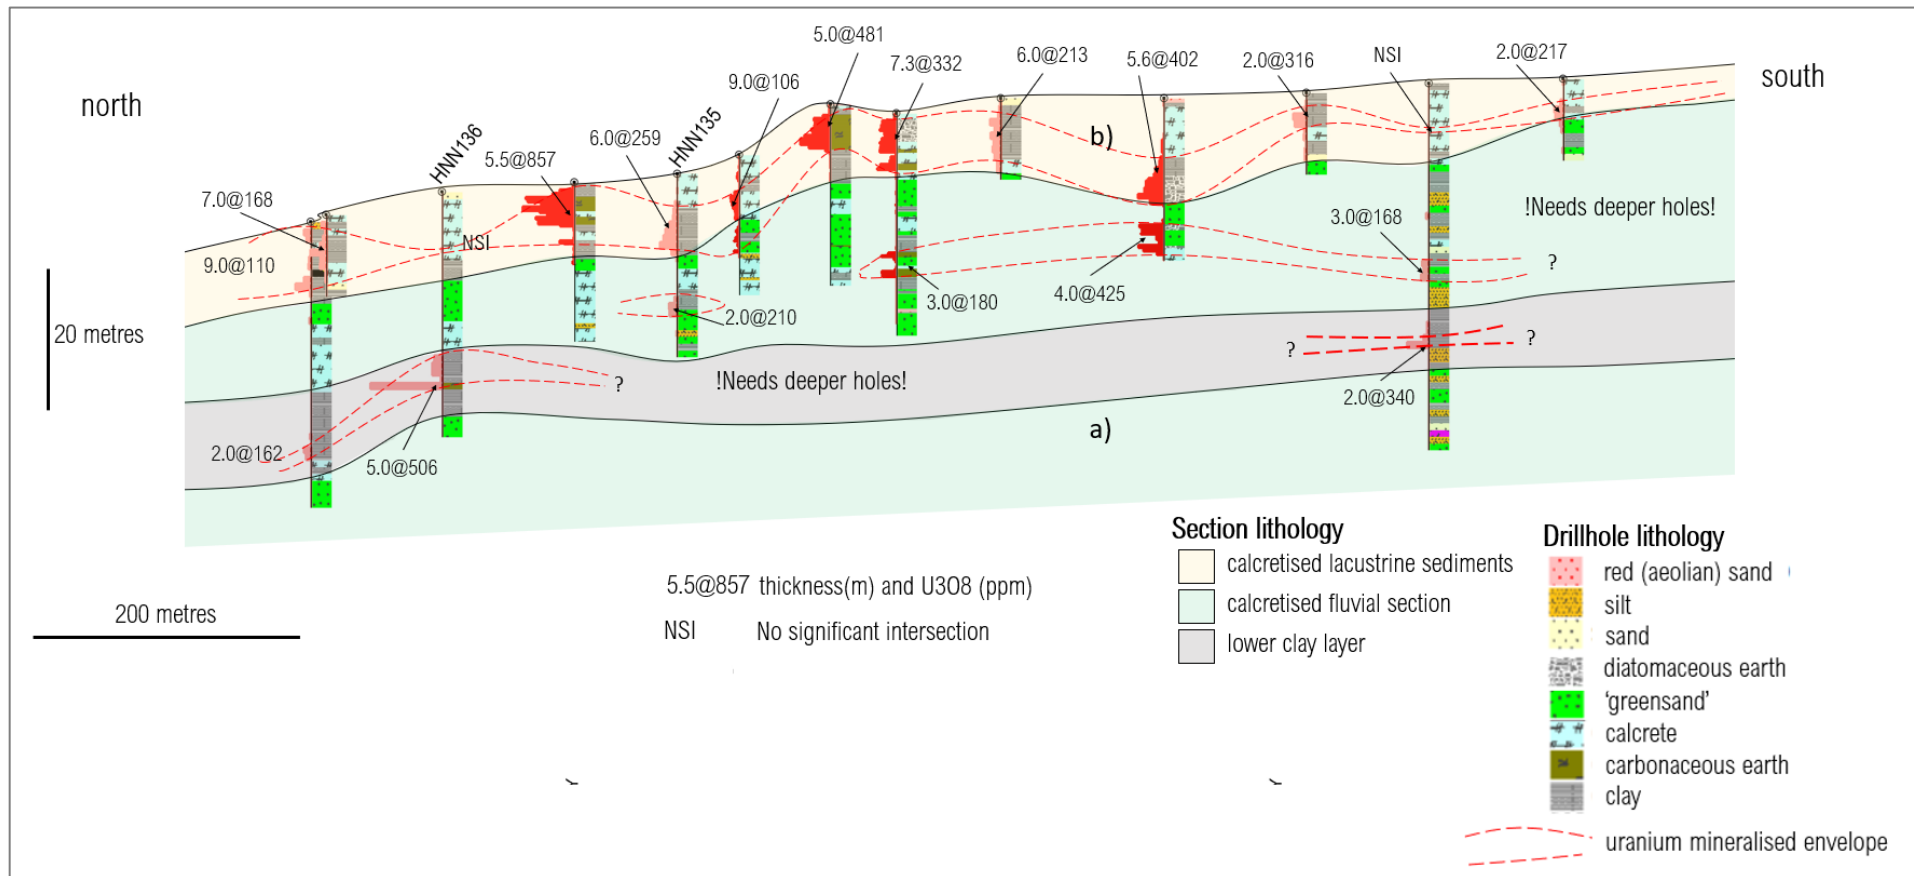 5.0@481
7.3@332
6.0@213
5.6@402
2.0@316
NSI
2.0@217
north
south
9.0@106
HNN135
6.0@259
HNN136
5.5@857
7.0@168
b)
NSI
9.0@110
!Needs deeper holes!
3.0@168
?
4.0@425
3.0@180
2.0@210
20 metres
?
?
?
!Needs deeper holes!
2.0@340
a)
2.0@162
5.0@506
Section lithology
calcretised lacustrine sediments
calcretised fluvial section
lower clay layer
Drillhole lithology
red (aeolian) sand
silt
sand
diatomaceous earth
'greensand'
calcrete
carbonaceous earth
clay
uranium mineralised envelope
5.5@857 thickness(m) and U3O8 (ppm)
NSI No significant intersection
200 metres